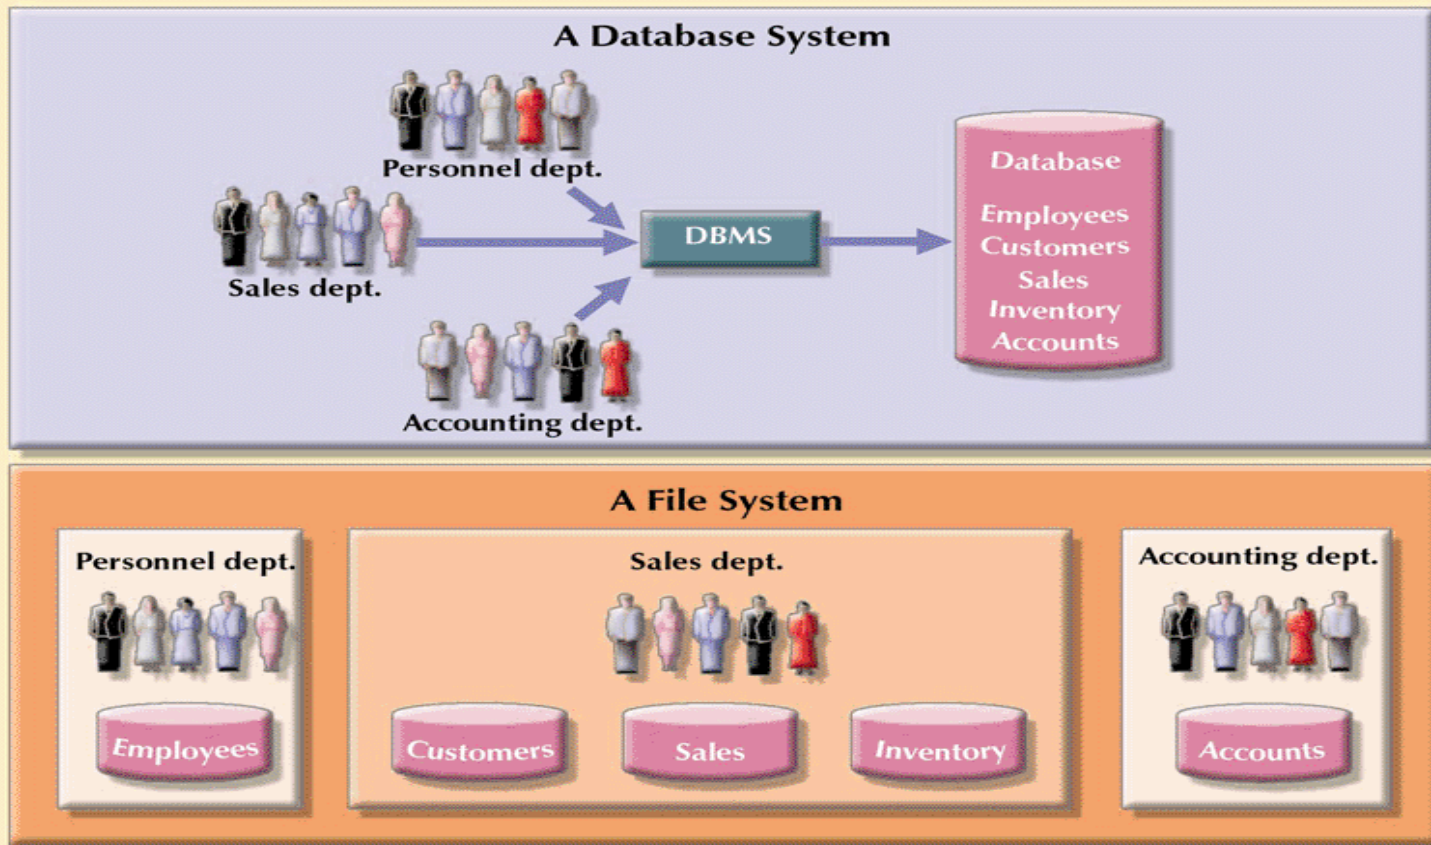 A Database System
Personnel dept.
Sales dept.
Accounting dept.
DBMS
Database
Employees
Customers
Sales
Inventory
Accounts
A File System
Personnel dept.
Employees
Sales dept.
Customers
Sales
Inventory
Accounting dept.
Accounts